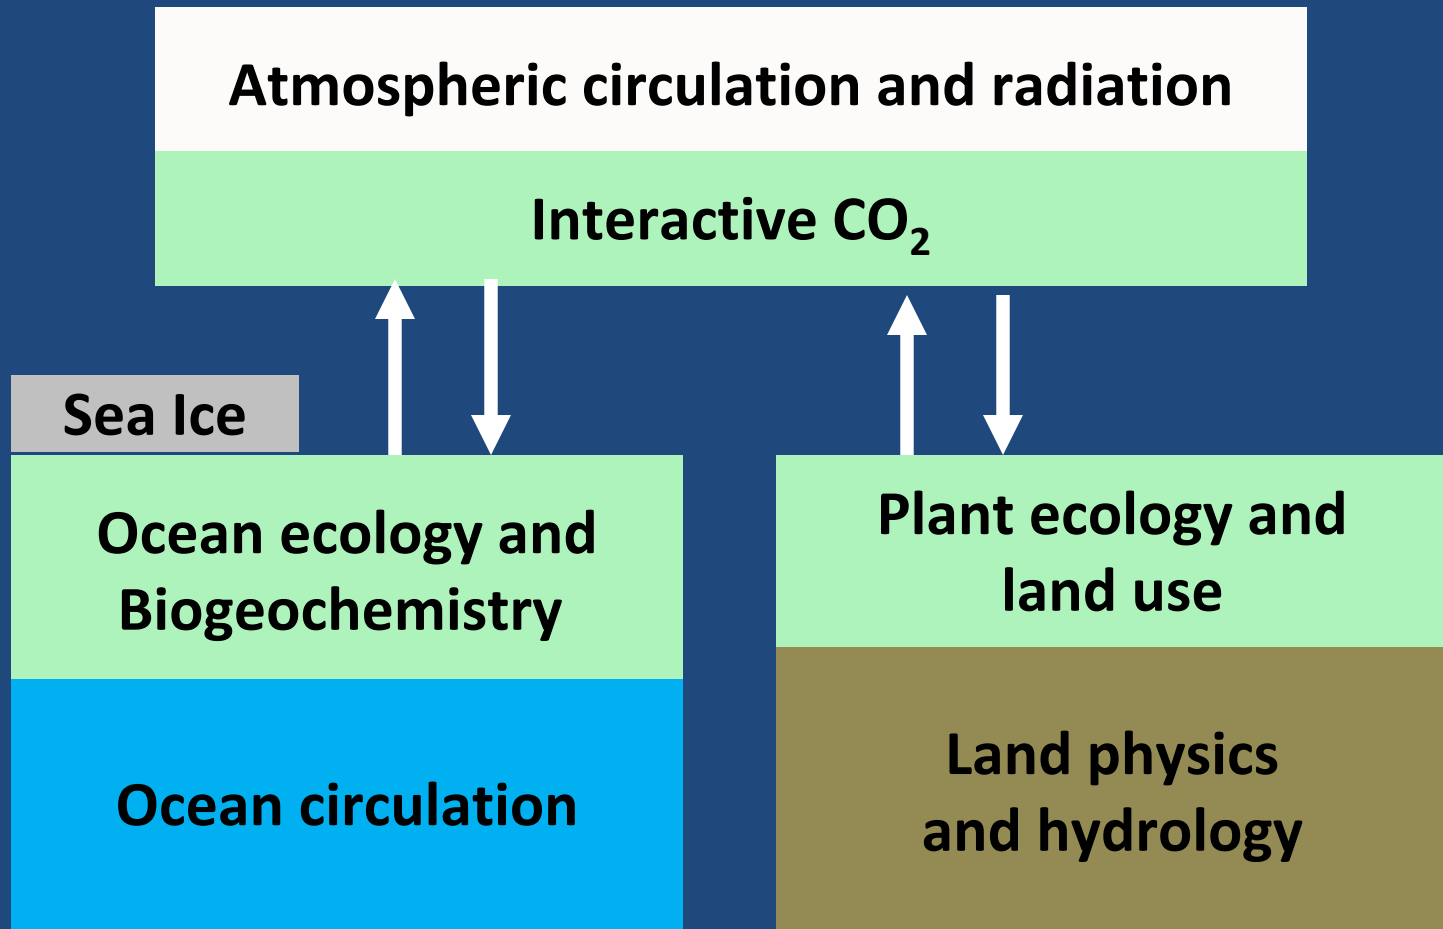 Atmospheric circulation and radiation
Interactive CO₂
Sea Ice
Ocean ecology and
Biogeochemistry
Ocean circulation
Plant ecology and
land use
Land physics
and hydrology